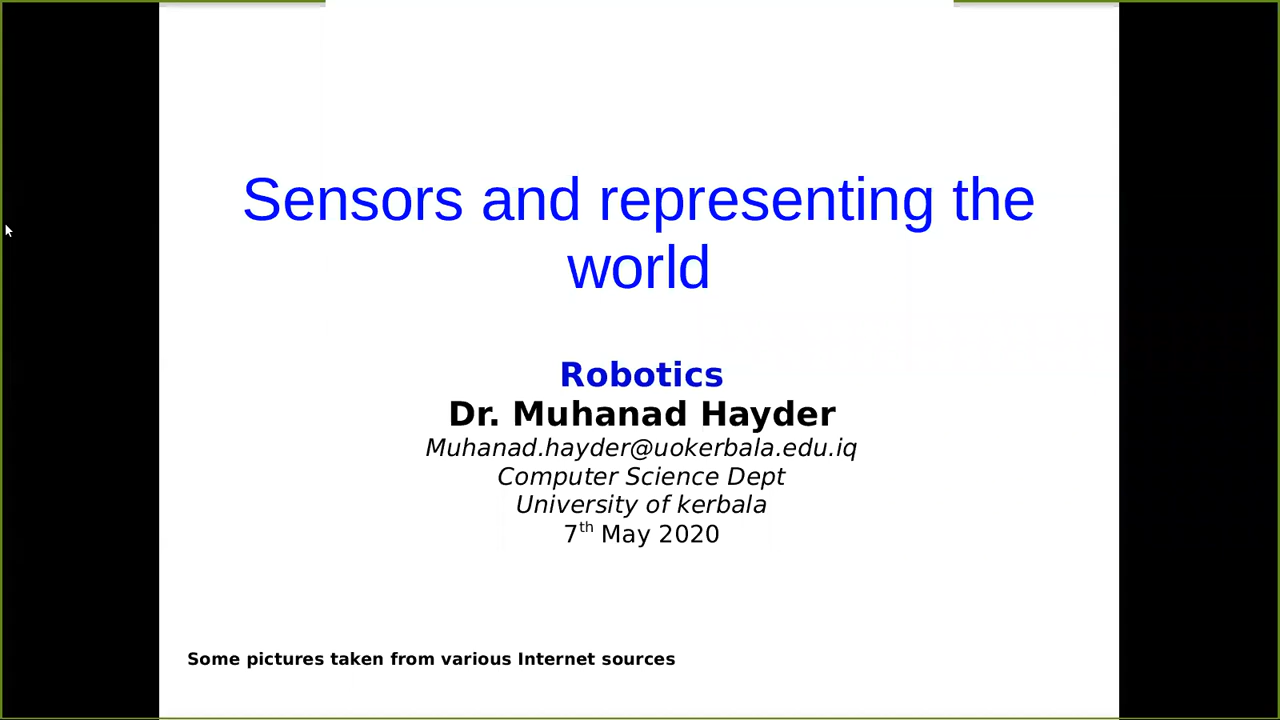 Sensors and representing the
world
Robotics
Dr. Muhanad Hayder
Muhanad.hayder@uokerbala.edu.iq
Computer Science Dept
University of kerbala
7th May 2020
Some pictures taken from various Internet sources